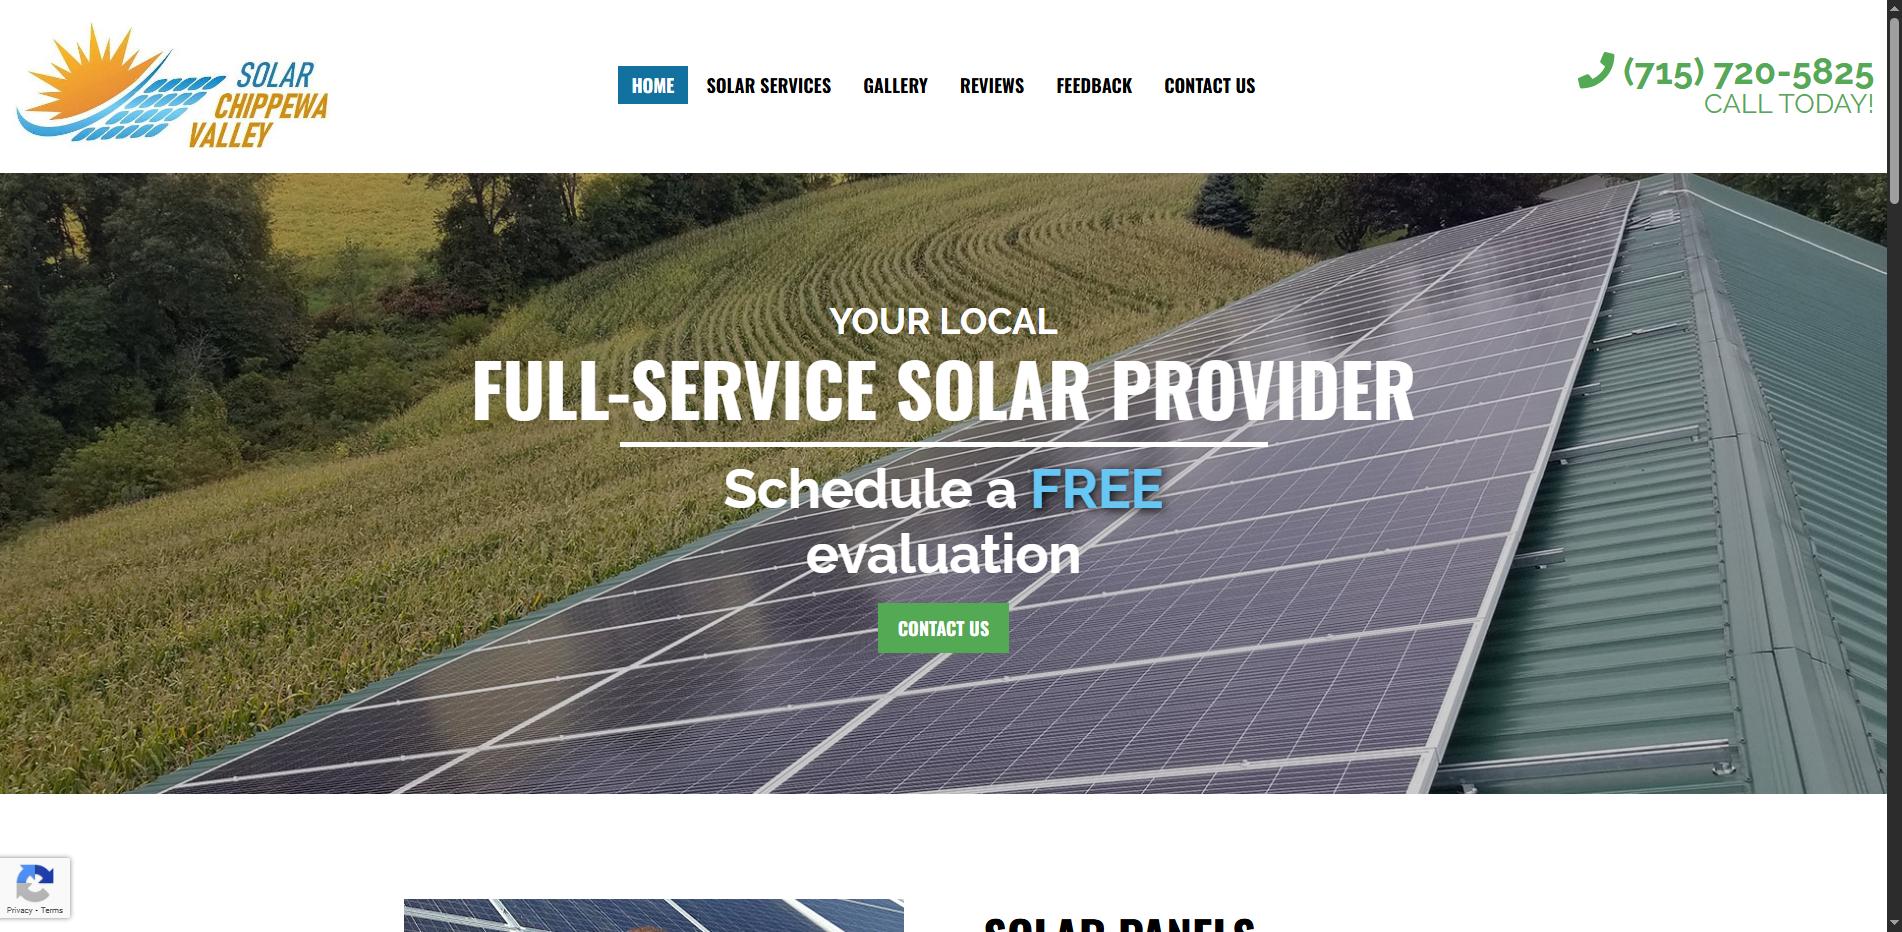 SOLAR
CHIPPEWA
VALLEY
HOME
SOLAR SERVICES
GALLERY
REVIEWS
FEEDBACK
CONTACT US
(715) 720-5825
CALL TODAY!
YOUR LOCAL
FULL-SERVICE SOLAR PROVIDER
Schedule a FREE
evaluation
CONTACT US
Privacy - Terms
SOLAR PANELS